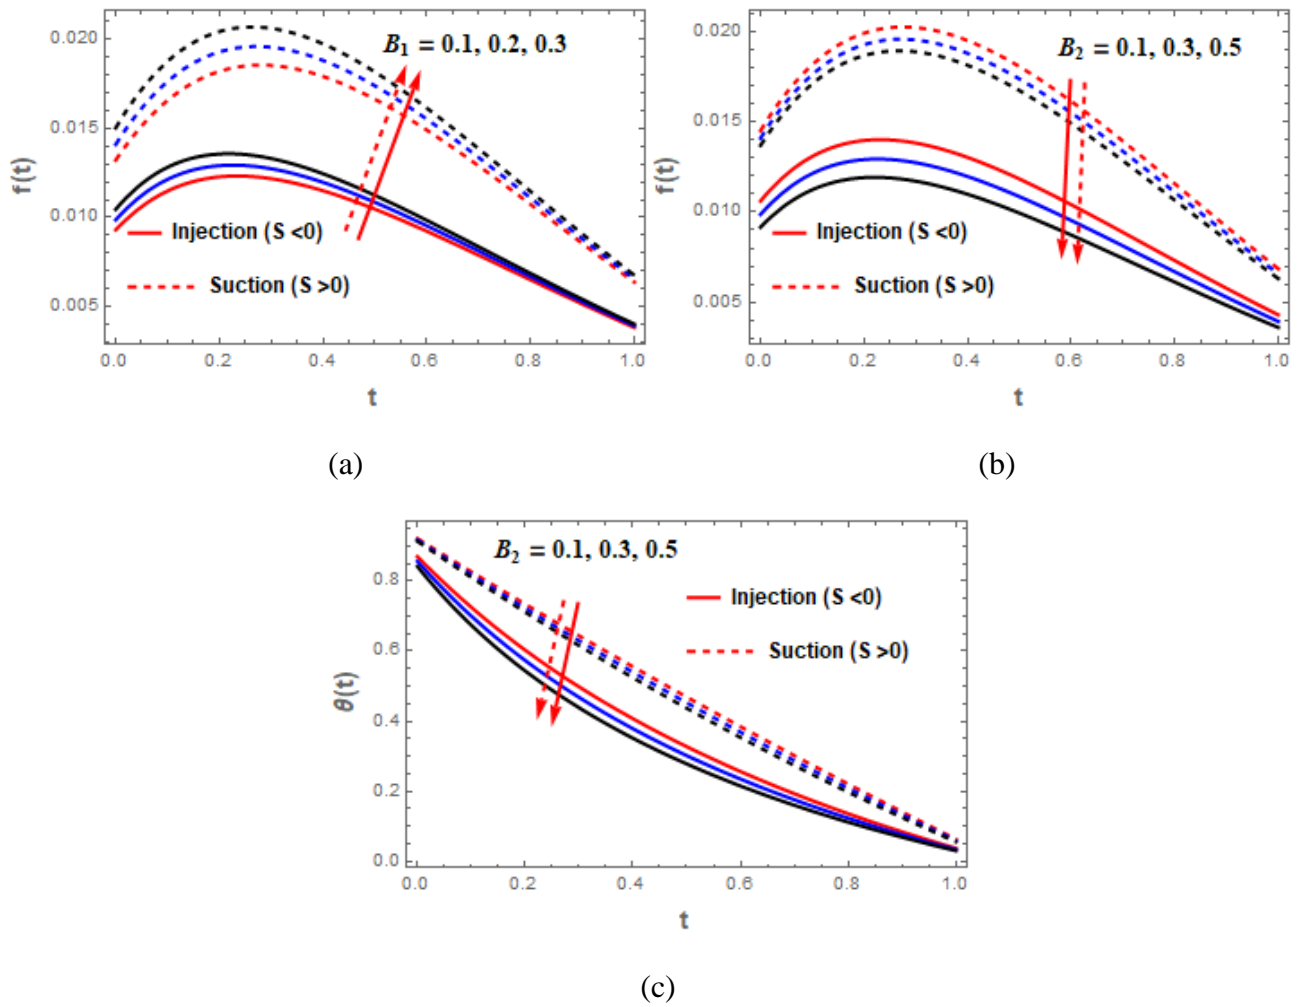 B1 = 0.1, 0.2, 0.3
0.020
0.015
0.010
0.005
f(t)
Injection (S <0)
Suction (S >0)
0.0 0.2 0.4 0.6 0.8 1.0
t
(a)
B2 = 0.1, 0.3, 0.5
0.020
0.015
0.010
0.005
f(t)
Injection (S <0)
Suction (S >0)
0.0 0.2 0.4 0.6 0.8 1.0
t
(b)
B2 = 0.1, 0.3, 0.5
0.8
0.6
0.4
0.2
0.0
θ(t)
Injection (S <0)
Suction (S >0)
0.0 0.2 0.4 0.6 0.8 1.0
t
(c)